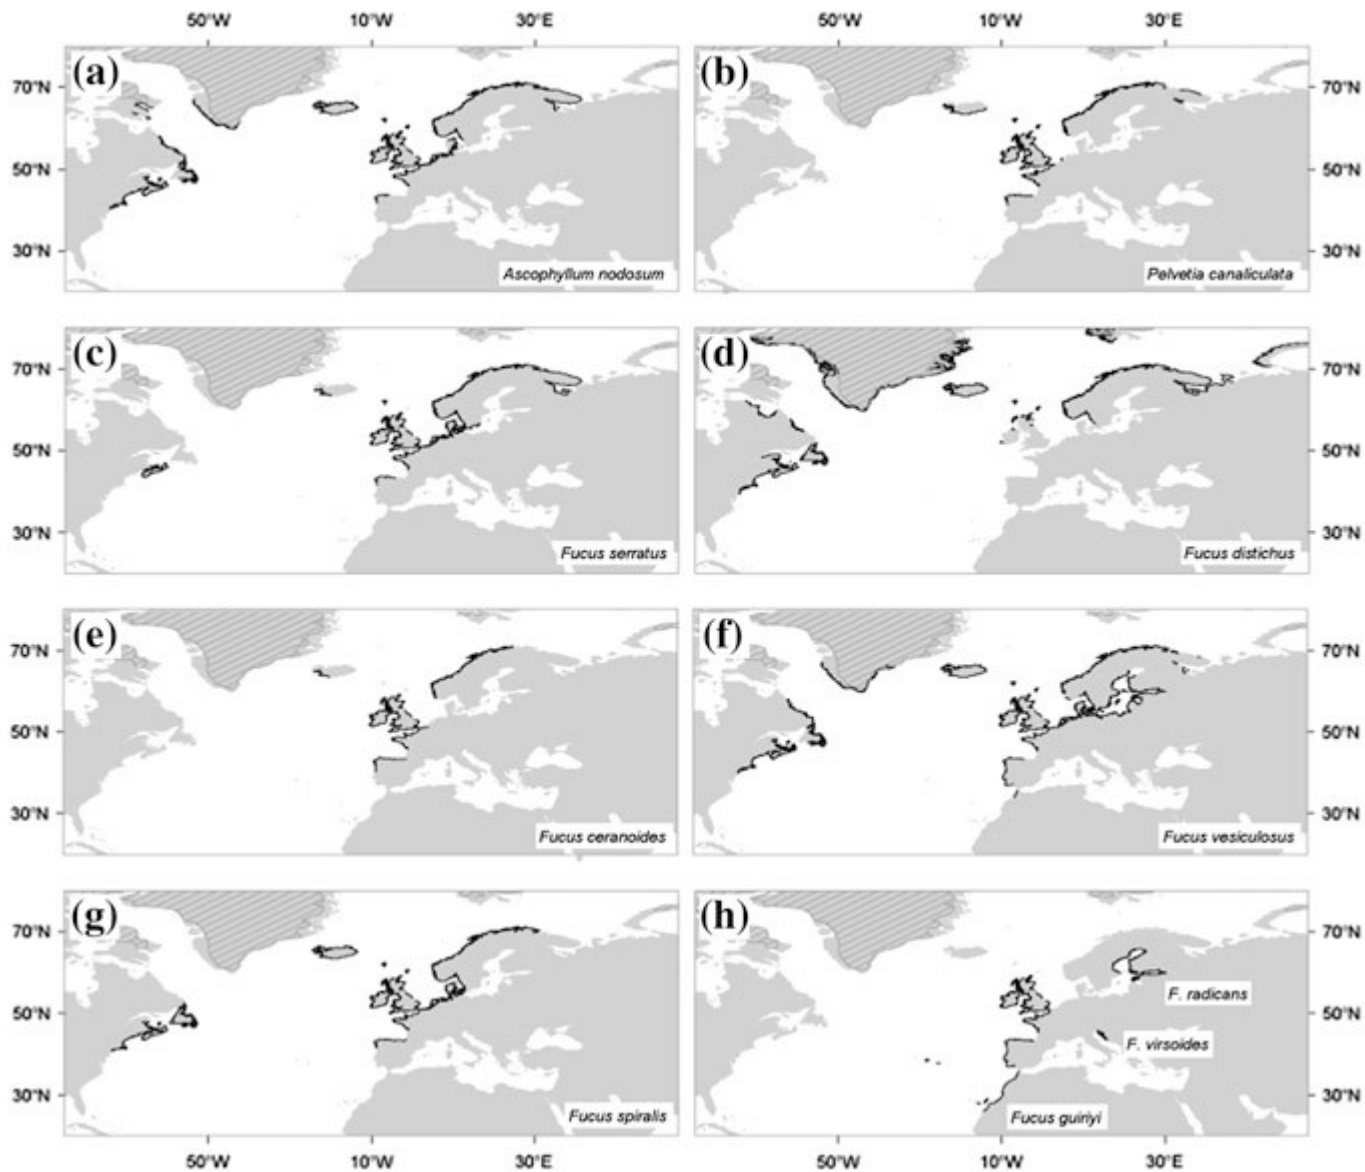 50°W 10°W 30°E 50°W 10°W 30°E
(a) (b)
70°N 70°N
50°N 50°N
30°N 30°N
Ascophyllum nodosum Pelvetia canaliculata
(c) (d)
70°N 70°N
50°N 50°N
30°N 30°N
Fucus serratus Fucus distichus
(e) (f)
70°N 70°N
50°N 50°N
30°N 30°N
Fucus ceranoides Fucus vesiculosus
(g) (h)
70°N 70°N
F. radicans
50°N 50°N
F. virsoides
30°N 30°N
Fucus spiralis Fucus guiriyi
50°W 10°W 30°E 50°W 10°W 30°E